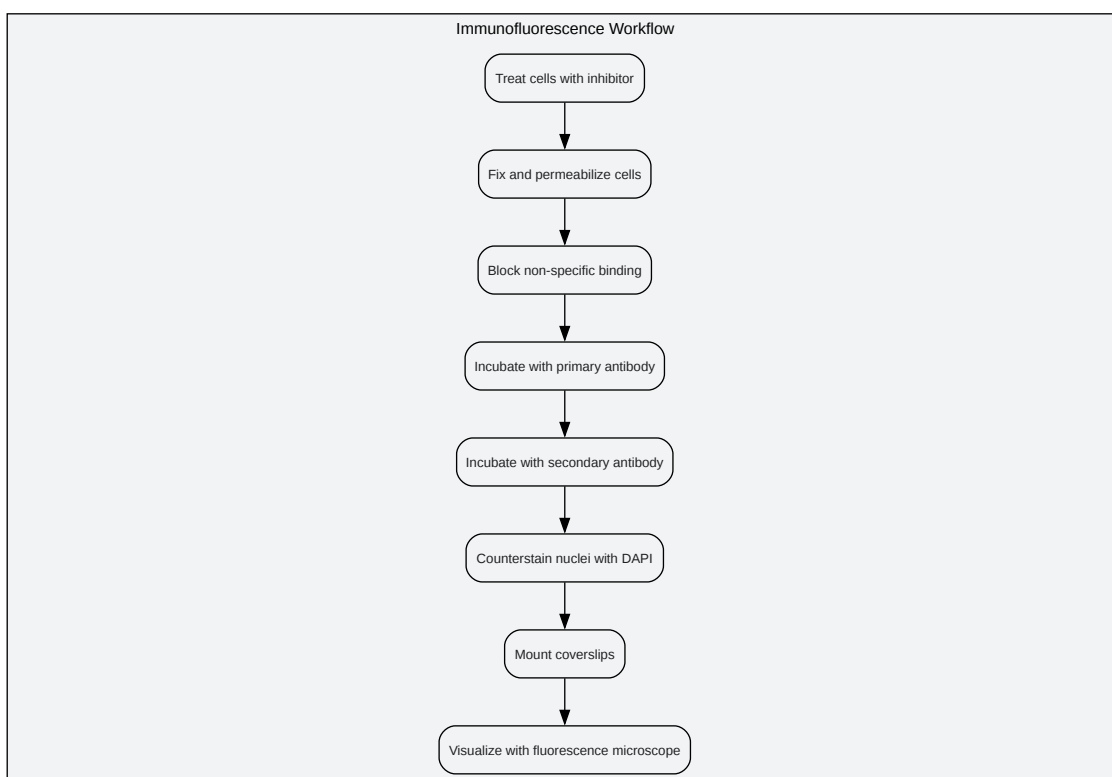 Immunofluorescence Workflow
Treat cells with inhibitor
Fix and permeabilize cells
Block non-specific binding
Incubate with primary antibody
Incubate with secondary antibody
Counterstain nuclei with DAPI
Mount coverslips
Visualize with fluorescence microscope